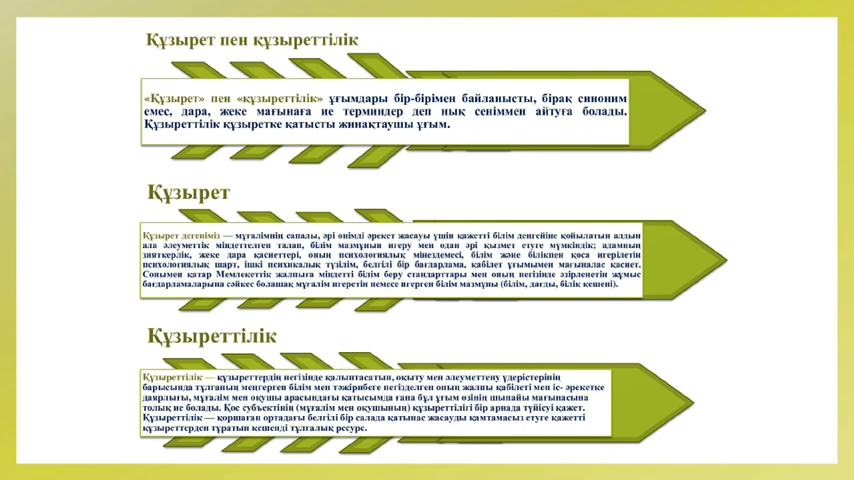 Құзырет пен құзыреттілік
«Құзырет» пен «құзыреттілік» ұғымдары бір-бірімен байланысты, бірақ синоним
емес, дара, жеке мағынаға ие терминдер деп нық сеніммен айтуға болады.
Құзыреттілік құзыретке қатысты жинақтаушы ұғым.
Құзырет
Құзырет дегеніміз — мұғалімнің сапалы, әрі өнімді әрекет жасауы үшін қажетті білім деңгейіне қойылатын алдын
ала әлеуметтік міндеттелген талап, білім мазмұнын игеру мен одан әрі қызмет етуге мүмкіндік; адамның
зияткерлік, жеке дара қасиеттері, оның психологиялық мінездемесі, білім және білікпен қоса игерілетін
психологиялық шарт, ішкі психикалық түзілім, белгілі бір бағдарлама, қабілет ұғымымен мағыналас қасиет.
Сонымен қатар Мемлекеттік жалпыға міндетті білім беру стандарттары мен оның негізінде әзірленетін жұмыс
бағдарламаларына сәйкес болашақ мұғалім игеретін немесе игерген білім мазмұны (білім, дағды, білік кешені).
Құзыреттілік
Құзыреттілік — құзыреттердің негізінде қалыптасатын, оқыту мен әлеуметтену үдерістерінің
барысында тұлғаның меңгерген білім мен тәжірибеге негізделген оның жалпы қабілеті мен іс- әрекетке
даярлығы, мұғалім мен оқушы арасындағы қатысымда ғана бұл ұғым өзінің шынайы мағынасына
толық ие болады. Қос субъектінің (мұғалім мен оқушының) құзыреттілігі бір арнада түйісуі қажет.
Құзыреттілік — қоршаған ортадағы белгілі бір салада қатынас жасауды қамтамасыз етуге қажетті
құзыреттерден тұратын кешенді тұлғалық ресурс.